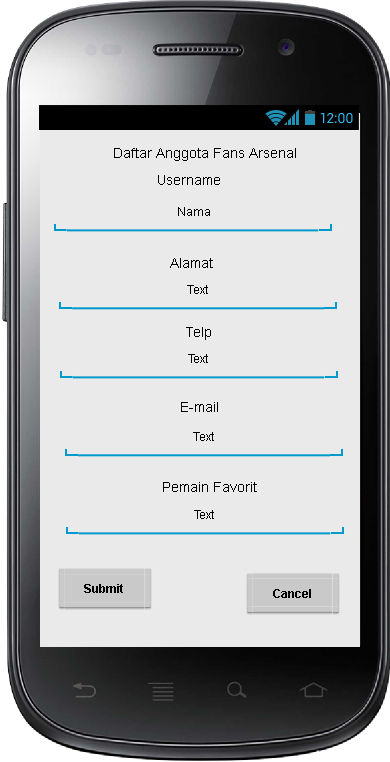 12:00
Daftar Anggota Fans Arsenal
Username
Nama
Alamat
Text
Telp
Text
E-mail
Text
Pemain Favorit
Text
Submit
Cancel